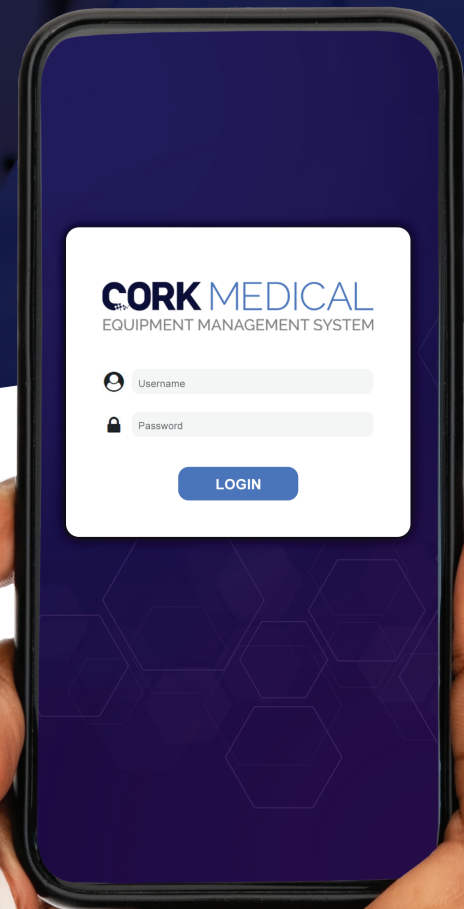 CORK MEDICAL
EQUIPMENT MANAGEMENT SYSTEM
Username
Password
LOGIN